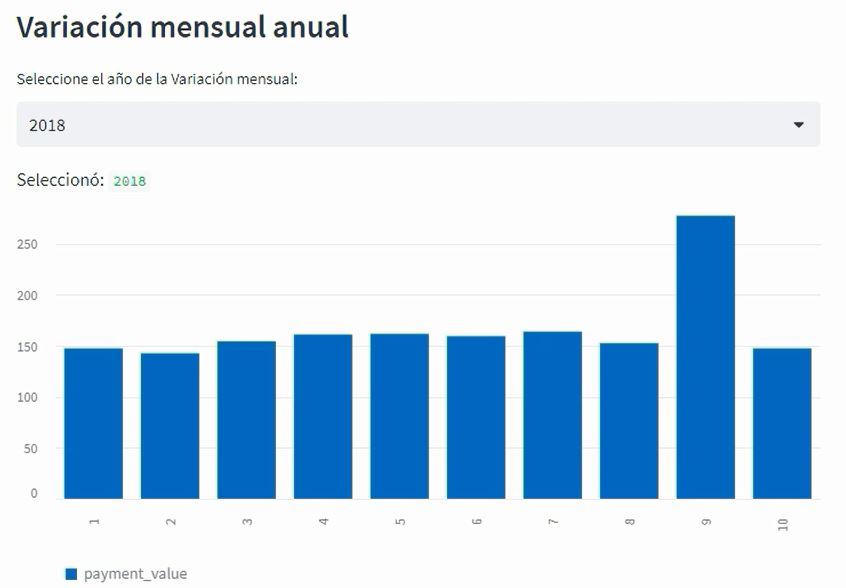 Variación mensual anual
Seleccione el año de la Variación mensual:
2018
Seleccionó: 2018
250
200
150
100
50
0
1 2 3 4 5 6 7 8 9 10
payment_value